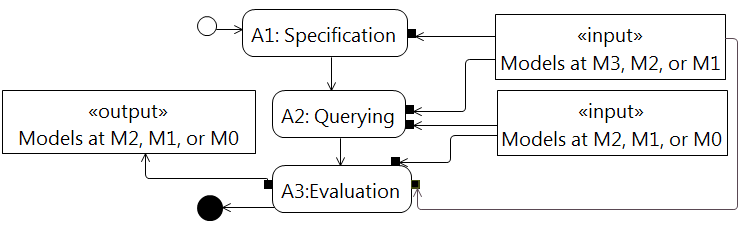 A1: Specification
«input»
Models at M3, M2, or M1
«output»
Models at M2, M1, or M0
A2: Querying
«input»
Models at M2, M1, or M0
A3:Evaluation